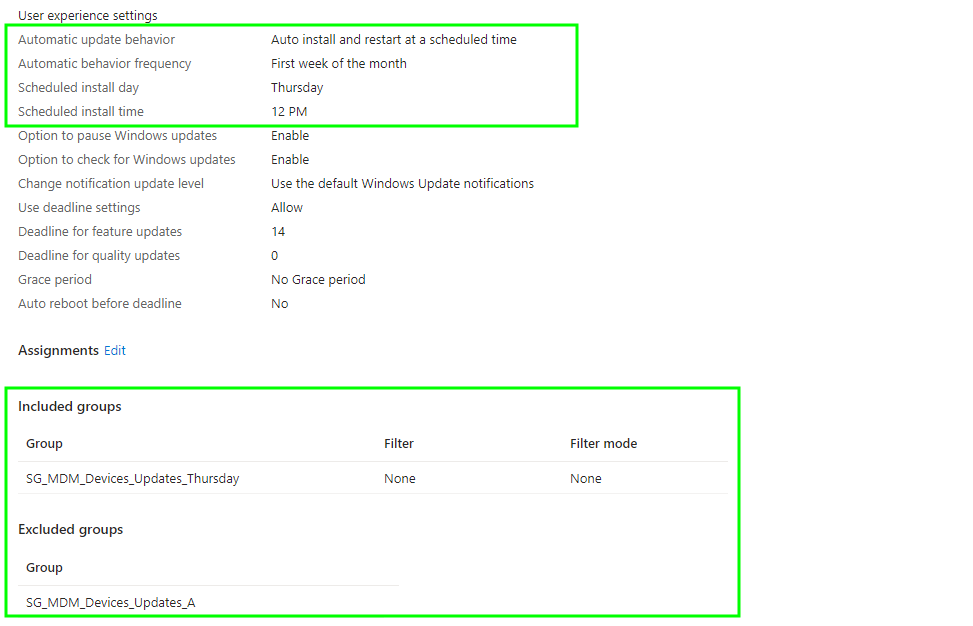 User experience settings
Automatic update behavior Auto install and restart at a scheduled time
Automatic behavior frequency First week of the month
Scheduled install day Thursday
Scheduled install time 12 PM
Option to pause Windows updates Enable
Option to check for Windows updates Enable
Change notification update level Use the default Windows Update notifications
Use deadline settings Allow
Deadline for feature updates 14
Deadline for quality updates 0
Grace period No Grace period
Auto reboot before deadline No
Assignments Edit
Included groups
Group Filter Filter mode
SG_MDM_Devices_Updates_Thursday None None
Excluded groups
Group
SG_MDM_Devices_Updates_A